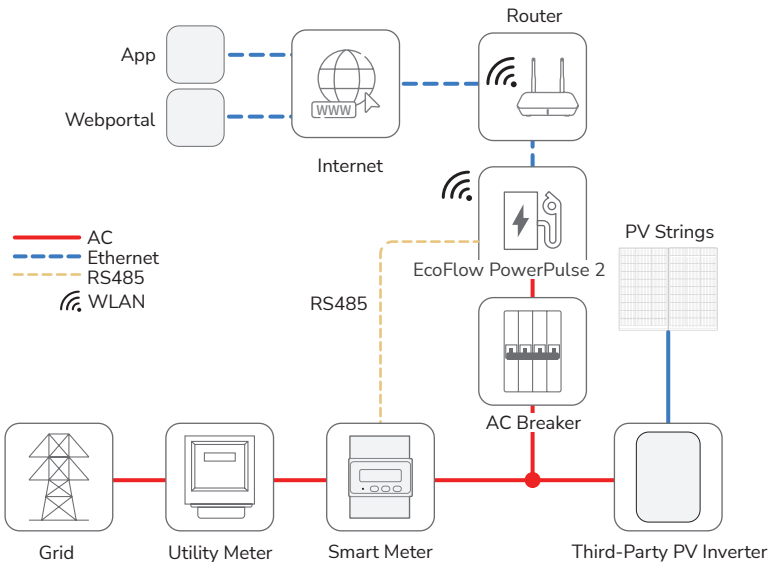 Router
App
WWW
Webportal
Internet
AC
Ethernet
RS485
WLAN
PV Strings
EcoFlow PowerPulse 2
RS485
AC Breaker
Grid
Utility Meter
Smart Meter
Third-Party PV Inverter